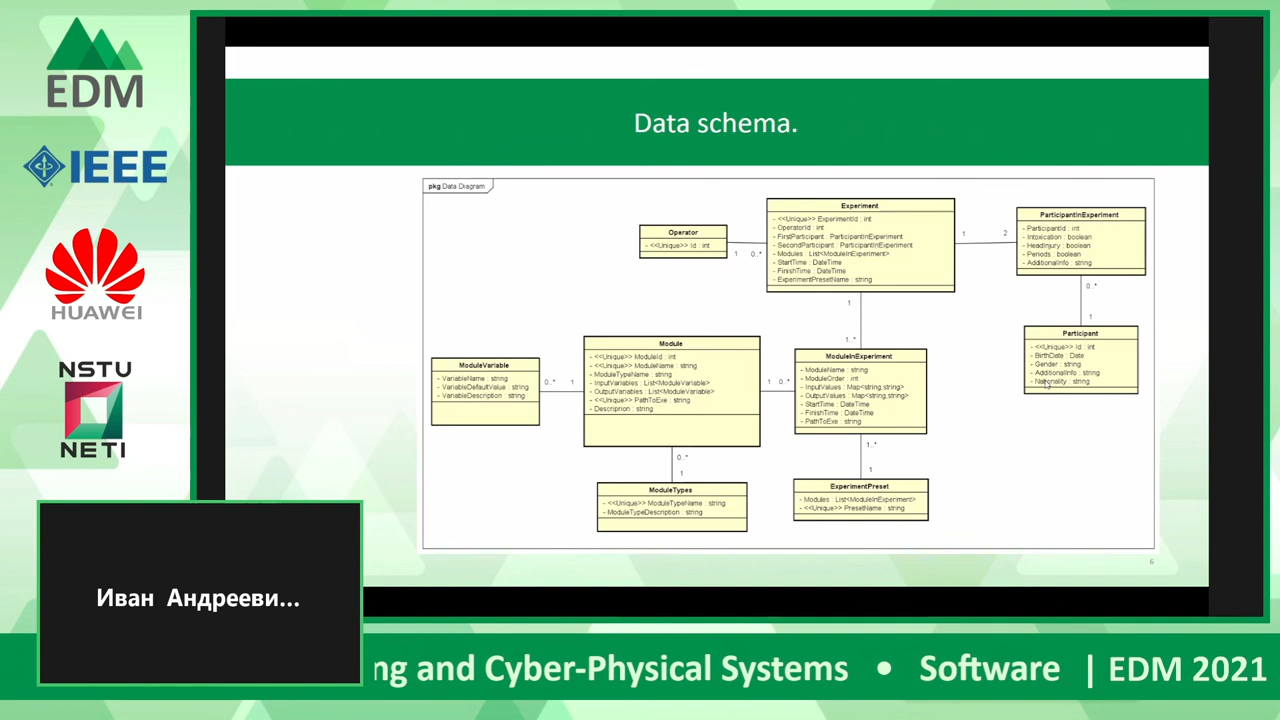 EDM
IEEE
HUAWEI
NSTU
NETI
Data schema.
pkg Data Diagram
Operator
- <<Unique>> Id : int
1
0..*
Experiment
- <<Unique>> ExperimentId : int
- OperatorId : int
- FirstParticipant : ParticipantInExperiment
- SecondParticipant : ParticipantInExperiment
- Modules : List<ModuleInExperiment>
- StartTime : DateTime
- FinishTime : DateTime
- ExperimentPresetName : string
1
2
ParticipantInExperiment
- ParticipantId : int
- Intoxication : boolean
- HeadInjury : boolean
- Periods : boolean
- AdditionalInfo : string
0..*
1
Participant
- <<Unique>> Id : int
- BirthDate : Date
- Gender : string
- AdditionalInfo : string
- Nationality : string
1
1..*
ModuleVariable
- VariableName : string
- VariableDefaultValue : string
- VariableDescription : string
0..*
1
Module
- <<Unique>> ModuleId : int
- <<Unique>> ModuleName : string
- ModuleTypeName : string
- InputVariables : List<ModuleVariable>
- OutputVariables : List<ModuleVariable>
- <<Unique>> PathToExe : string
- Descriprion : string
1
0..*
ModuleInExperiment
- ModuleName : string
- ModuleOrder : int
- InputValues : Map<string,string>
- OutputValues : Map<string,string>
- StartTime : DateTime
- FinishTime : DateTime
- PathToExe : string
0..*
1
ModuleTypes
- <<Unique>> ModuleTypeName : string
- ModuleTypeDescription : string
1..*
1
ExperimentPreset
- Modules : List<ModuleInExperiment>
- <<Unique>> PresetName : string
6
Иван Андрееви...
ng and Cyber-Physical Systems • Software | EDM 2021